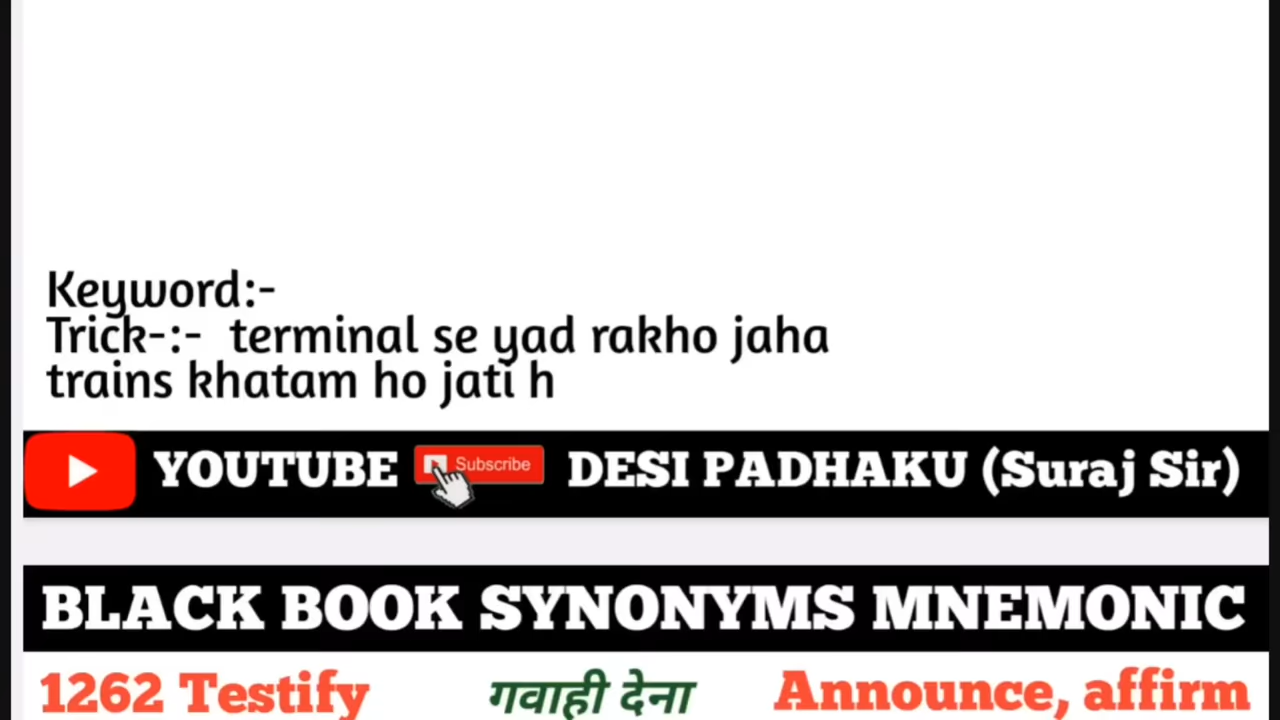 Keyword:-
Trick-:- terminal se yad rakho jaha
trains khatam ho jati h
YOUTUBE Subscribe DESI PADHAKU (Suraj Sir)
BLACK BOOK SYNONYMS MNEMONIC
1262 Testify गवाही देना Announce, affirm